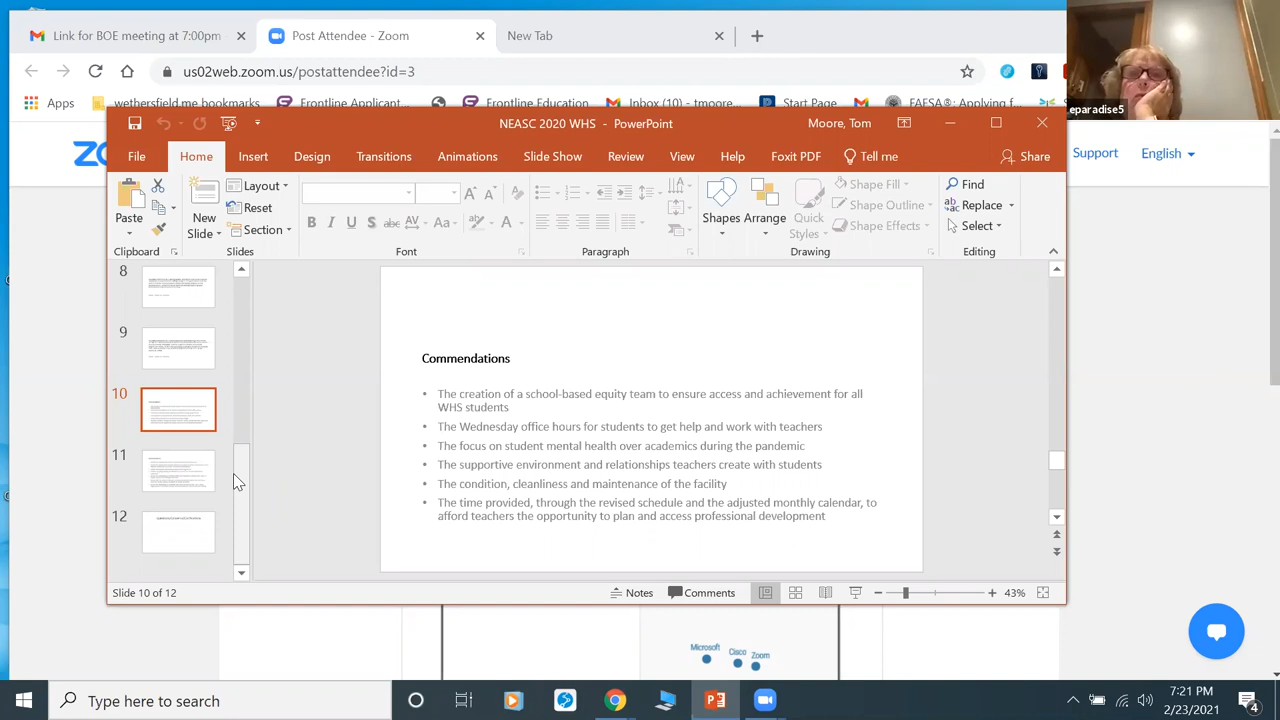 Link for BOE meeting at 7:00pm
Post Attendee - Zoom
New Tab
us02web.zoom.us/postattendee?id=3
Apps
wethersfield.me bookmarks
Frontline Applicant...
Frontline Education
Inbox (10) - tmoore...
Start Page
FAFSA®: Applying f
eparadise5
NEASC 2020 WHS - PowerPoint
Moore, Tom
Support
English
File
Home
Insert
Design
Transitions
Animations
Slide Show
Review
View
Help
Foxit PDF
Tell me
Share
Paste
New
Slide
Layout
Reset
Section
Shapes
Arrange
Quick
Styles
Shape Fill
Shape Outline
Shape Effects
Find
Replace
Select
Clipboard
Slides
Font
Paragraph
Drawing
Editing
8
9
10
11
12
Commendations
• The creation of a school-based equity team to ensure access and achievement for all
WHS students
• The Wednesday office hours for students to get help and work with teachers
• The focus on student mental health over academics during the pandemic
• The supportive environment and relationships teachers create with students
• The condition, cleanliness and maintenance of the facility
• The time provided, through the revised schedule and the adjusted monthly calendar, to
afford teachers the opportunity to plan and access professional development
Slide 10 of 12
Notes
Comments
43%
Microsoft
Cisco
Zoom
Type here to search
7:21 PM
2/23/2021
4